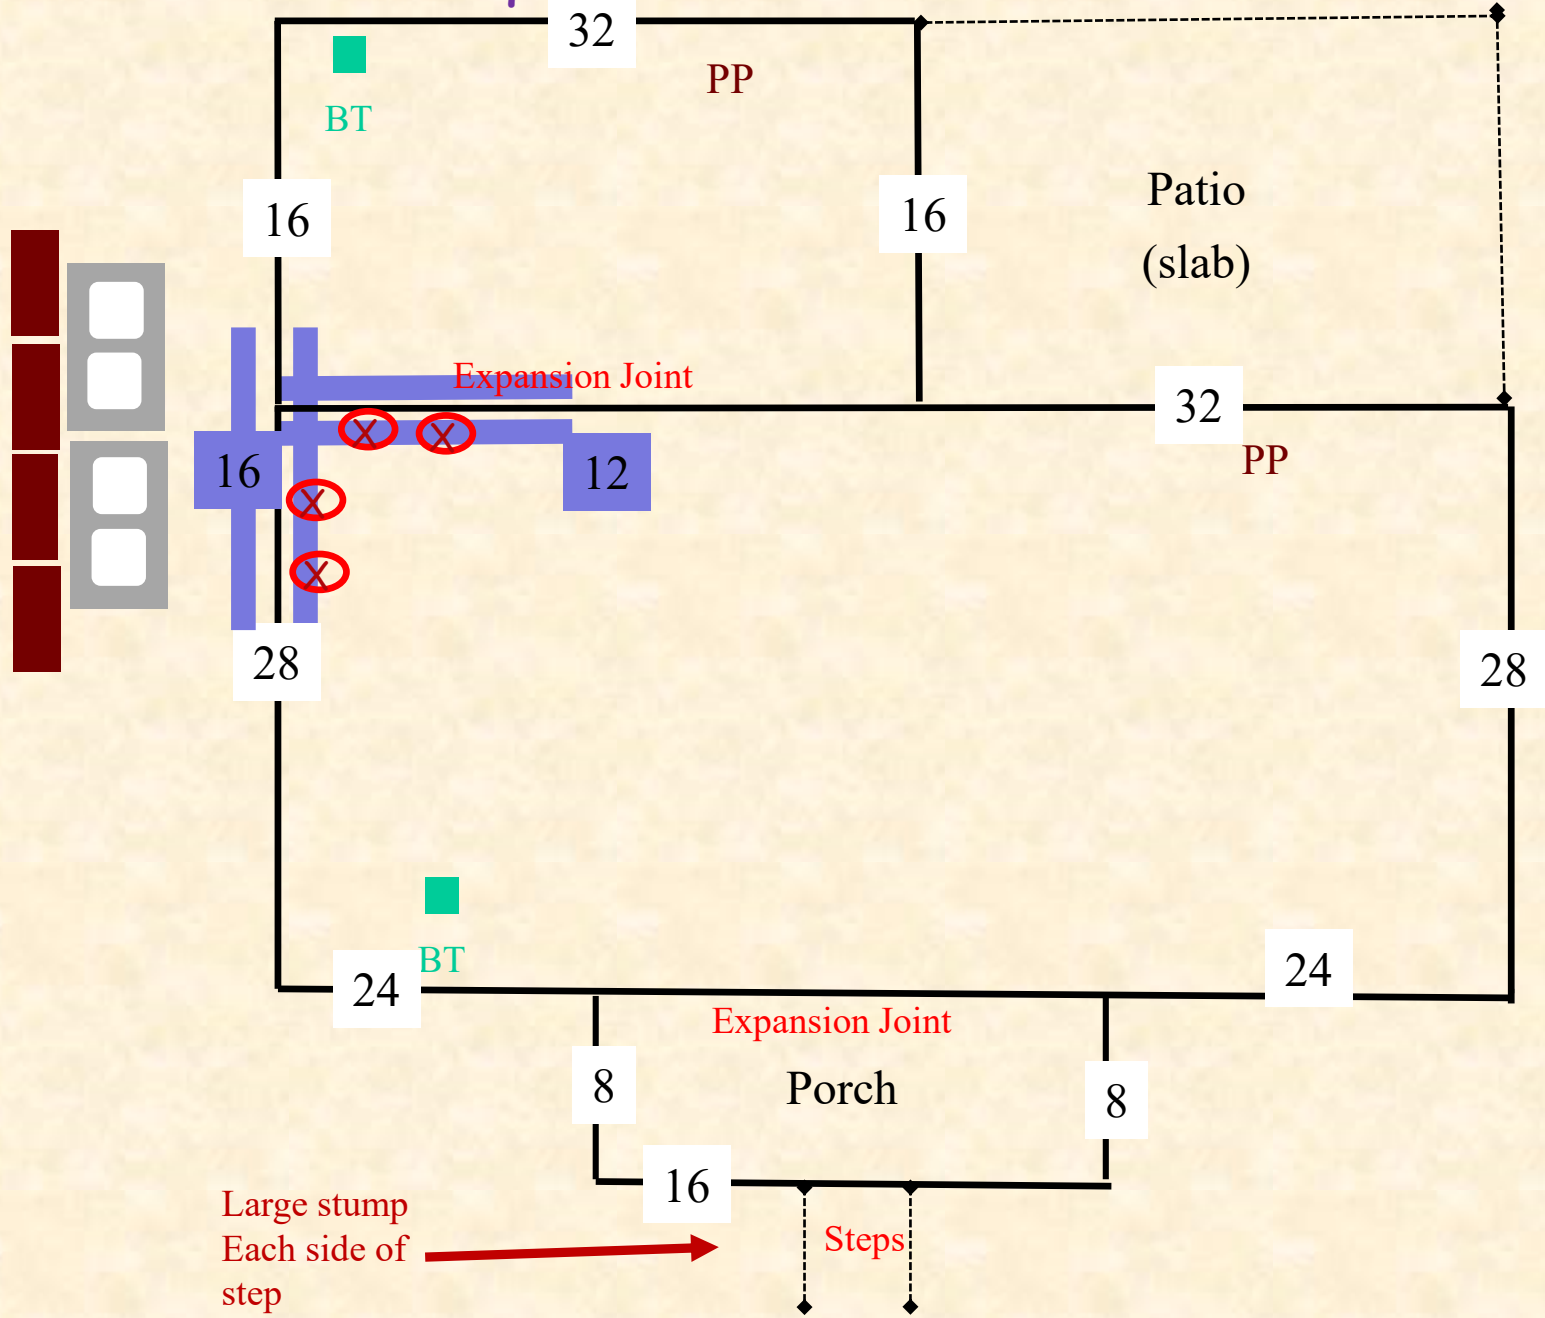 32
PP
BT
16
16
Patio
(slab)
Expansion Joint
32
PP
16
12
X
X
X
X
28
28
BT
24
24
Expansion Joint
8
Porch
8
16
Large stump
Each side of
step
Steps